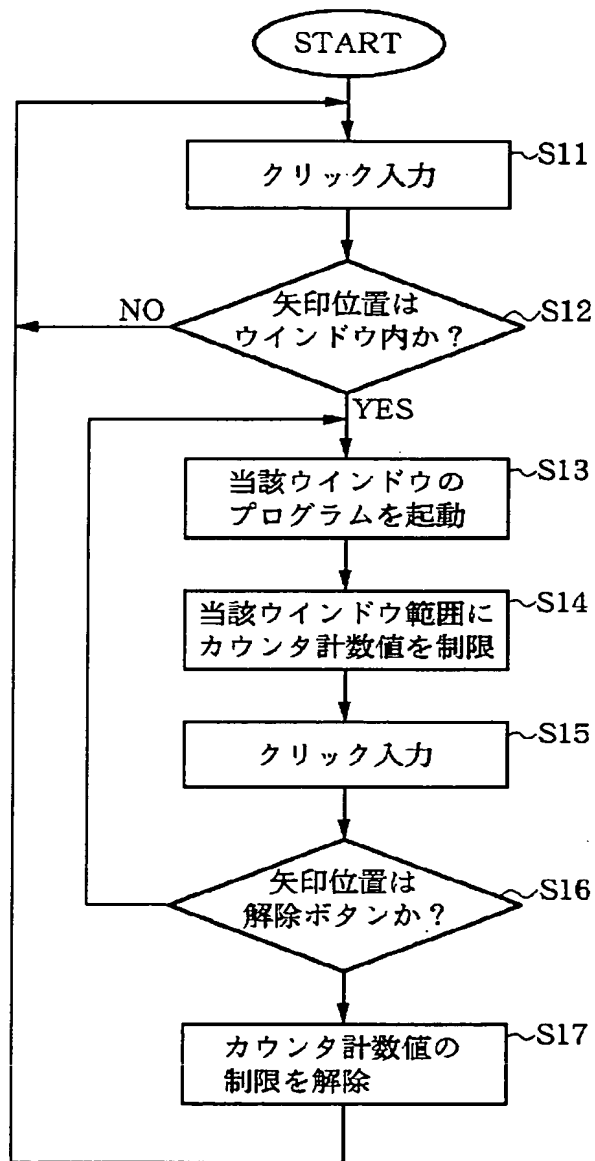 START
クリック入力
S11
矢印位置は
ウインドウ内か?
S12
NO
YES
当該ウインドウの
プログラムを起動
S13
当該ウインドウ範囲に
カウンタ計数値を制限
S14
クリック入力
S15
矢印位置は
解除ボタンか?
S16
カウンタ計数値の
制限を解除
S17